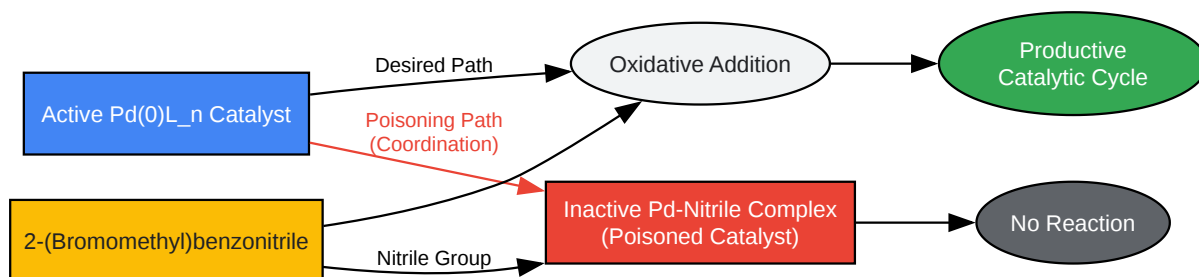 Desired Path
Oxidative Addition
Productive
Catalytic Cycle
Active Pd(0)L_n Catalyst
Poisoning Path
(Coordination)
Inactive Pd-Nitrile Complex
(Poisoned Catalyst)
No Reaction
2-(Bromomethyl)benzonitrile
Nitrile Group